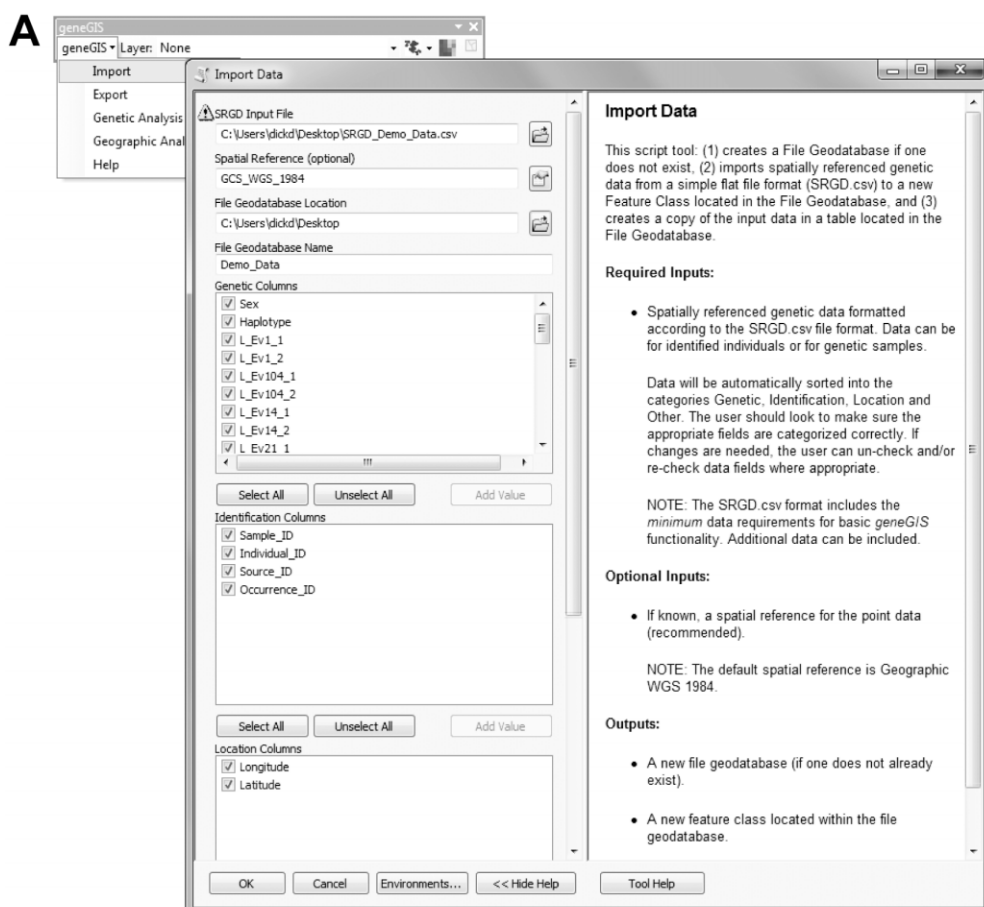 A
geneGIS
geneGIS Layer: None
Import
Export
Genetic Analysis
Geographic Anal
Help
Import Data
SRGD Input File
C:\Users\dickd\Desktop\SRGD_Demo_Data.csv
Spatial Reference (optional)
GCS_WGS_1984
File Geodatabase Location
C:\Users\dickd\Desktop
File Geodatabase Name
Demo_Data
Genetic Columns
Sex
Haplotype
L_Ev1_1
L_Ev1_2
L_Ev104_1
L_Ev104_2
L_Ev14_1
L_Ev14_2
L_Ev21_1
Select All Unselect All Add Value
Identification Columns
Sample_ID
Individual_ID
Source_ID
Occurrence_ID
Select All Unselect All Add Value
Location Columns
Longitude
Latitude
OK Cancel Environments... << Hide Help Tool Help
Import Data
This script tool: (1) creates a File Geodatabase if one
does not exist, (2) imports spatially referenced genetic
data from a simple flat file format (SRGD.csv) to a new
Feature Class located in the File Geodatabase, and (3)
creates a copy of the input data in a table located in the
File Geodatabase.
Required Inputs:
• Spatially referenced genetic data formatted
according to the SRGD.csv file format. Data can be
for identified individuals or for genetic samples.
Data will be automatically sorted into the
categories Genetic, Identification, Location and
Other. The user should look to make sure the
appropriate fields are categorized correctly. If
changes are needed, the user can un-check and/or
re-check data fields where appropriate.
NOTE: The SRGD.csv format includes the
minimum data requirements for basic geneGIS
functionality. Additional data can be included.
Optional Inputs:
• If known, a spatial reference for the point data
(recommended).
NOTE: The default spatial reference is Geographic
WGS 1984.
Outputs:
• A new file geodatabase (if one does not already
exist).
• A new feature class located within the file
geodatabase.